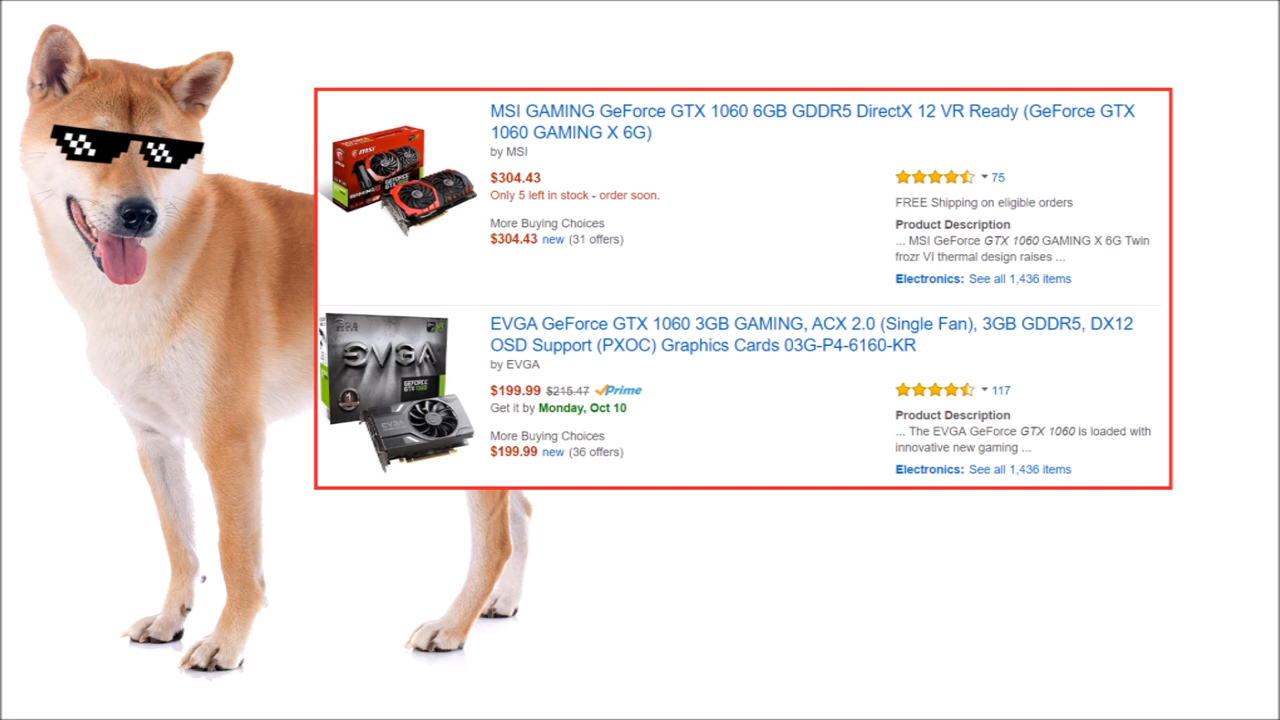 MSI GAMING GeForce GTX 1060 6GB GDDR5 DirectX 12 VR Ready (GeForce GTX
1060 GAMING X 6G)
by MSI
$304.43
Only 5 left in stock - order soon.
More Buying Choices
$304.43 new (31 offers)
75
FREE Shipping on eligible orders
Product Description
... MSI GeForce GTX 1060 GAMING X 6G Twin
frozr VI thermal design raises ...
Electronics: See all 1,436 items
msi
EVGA GeForce GTX 1060 3GB GAMING, ACX 2.0 (Single Fan), 3GB GDDR5, DX12
OSD Support (PXOC) Graphics Cards 03G-P4-6160-KR
by EVGA
$199.99 $215.47 Prime
Get it by Monday, Oct 10
More Buying Choices
$199.99 new (36 offers)
117
Product Description
... The EVGA GeForce GTX 1060 is loaded with
innovative new gaming ...
Electronics: See all 1,436 items
EVGA
GEFORCE